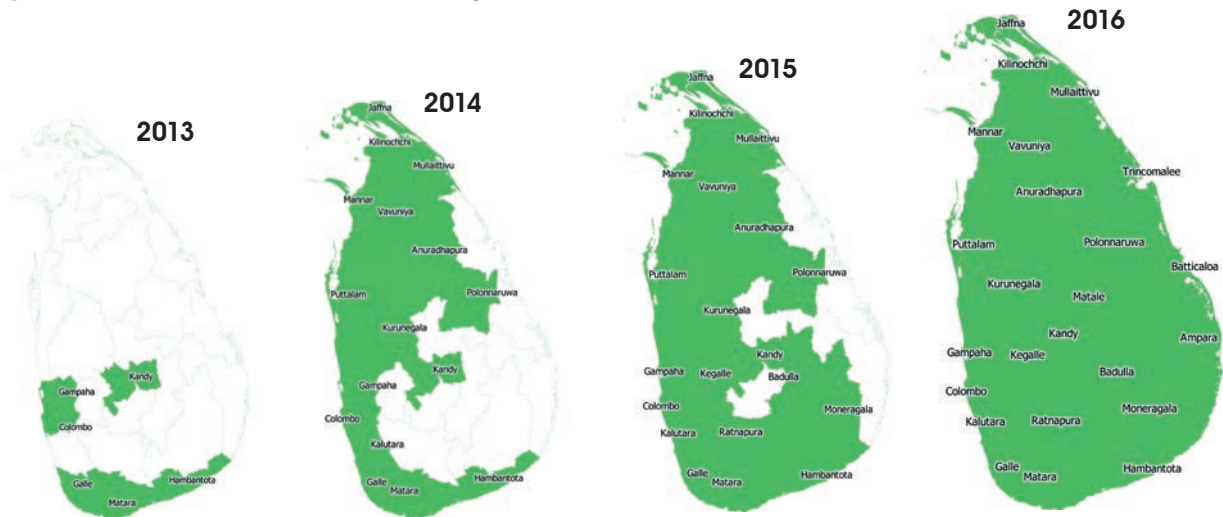 2013
Gampaha
Kandy
Colombo
Galle
Hambantota
Matara
2014
Jaffna
Kilinochchi
Mullaittivu
Mannar
Vavuniya
Anuradhapura
Puttalam
Polonnaruwa
Kurunegala
Kandy
Gampaha
Colombo
Kalutara
Galle
Matara
Hambantota
2015
Jaffna
Kilinochchi
Mullaittivu
Mannar
Vavuniya
Anuradhapura
Puttalam
Polonnaruwa
Kurunegala
Kandy
Gampaha
Kegalle
Badulla
Colombo
Moneragala
Kalutara
Ratnapura
Galle
Matara
Hambantota
2016
Jaffna
Kilinochchi
Mullaittivu
Mannar
Vavuniya
Trincomalee
Anuradhapura
Puttalam
Polonnaruwa
Batticaloa
Kurunegala
Matale
Kandy
Ampara
Gampaha
Kegalle
Badulla
Colombo
Moneragala
Kalutara
Ratnapura
Galle
Matara
Hambantota